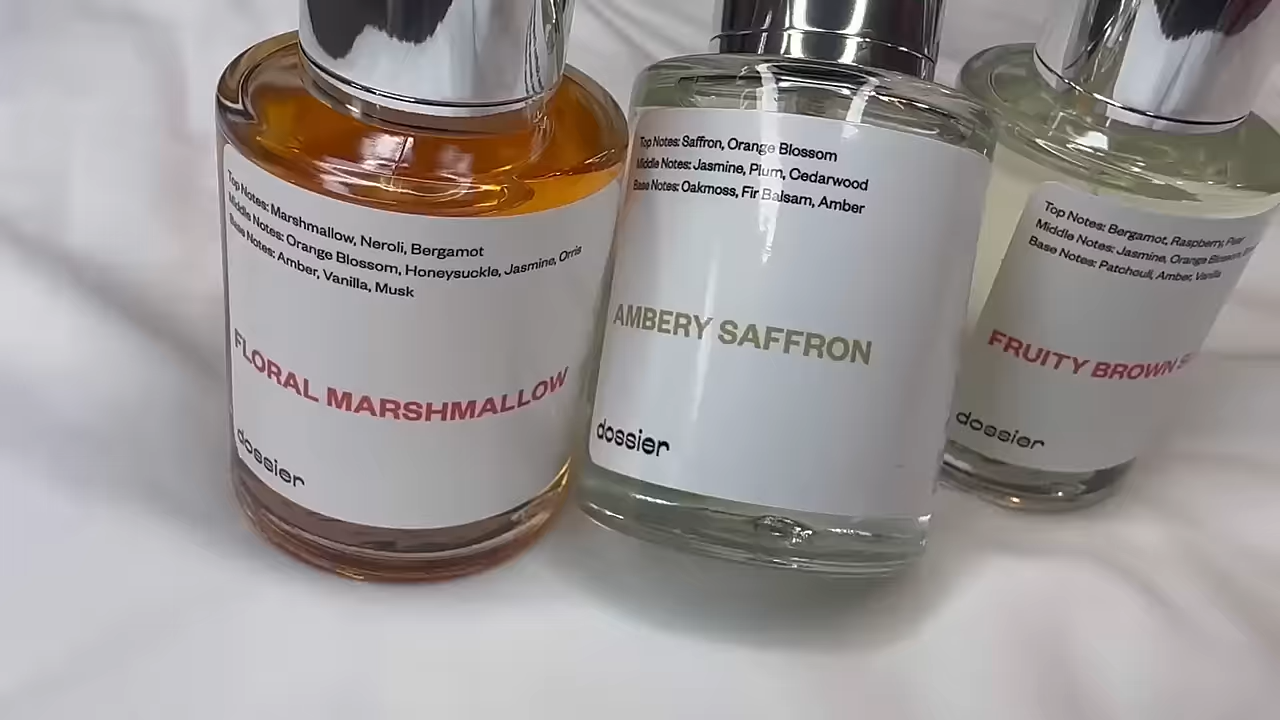 Top Notes: Marshmallow, Neroli, Bergamot
Middle Notes: Orange Blossom, Honeysuckle, Jasmine, Orris
Base Notes: Amber, Vanilla, Musk
FLORAL MARSHMALLOW
dossier
Top Notes: Saffron, Orange Blossom
Middle Notes: Jasmine, Plum, Cedarwood
Base Notes: Oakmoss, Fir Balsam, Amber
AMBERY SAFFRON
dossier
Top Notes: Bergamot, Raspberry, Pear
Middle Notes: Jasmine, Orange Blossom,
Base Notes: Patchouli, Amber, Vanilla
FRUITY BROWN
dossier